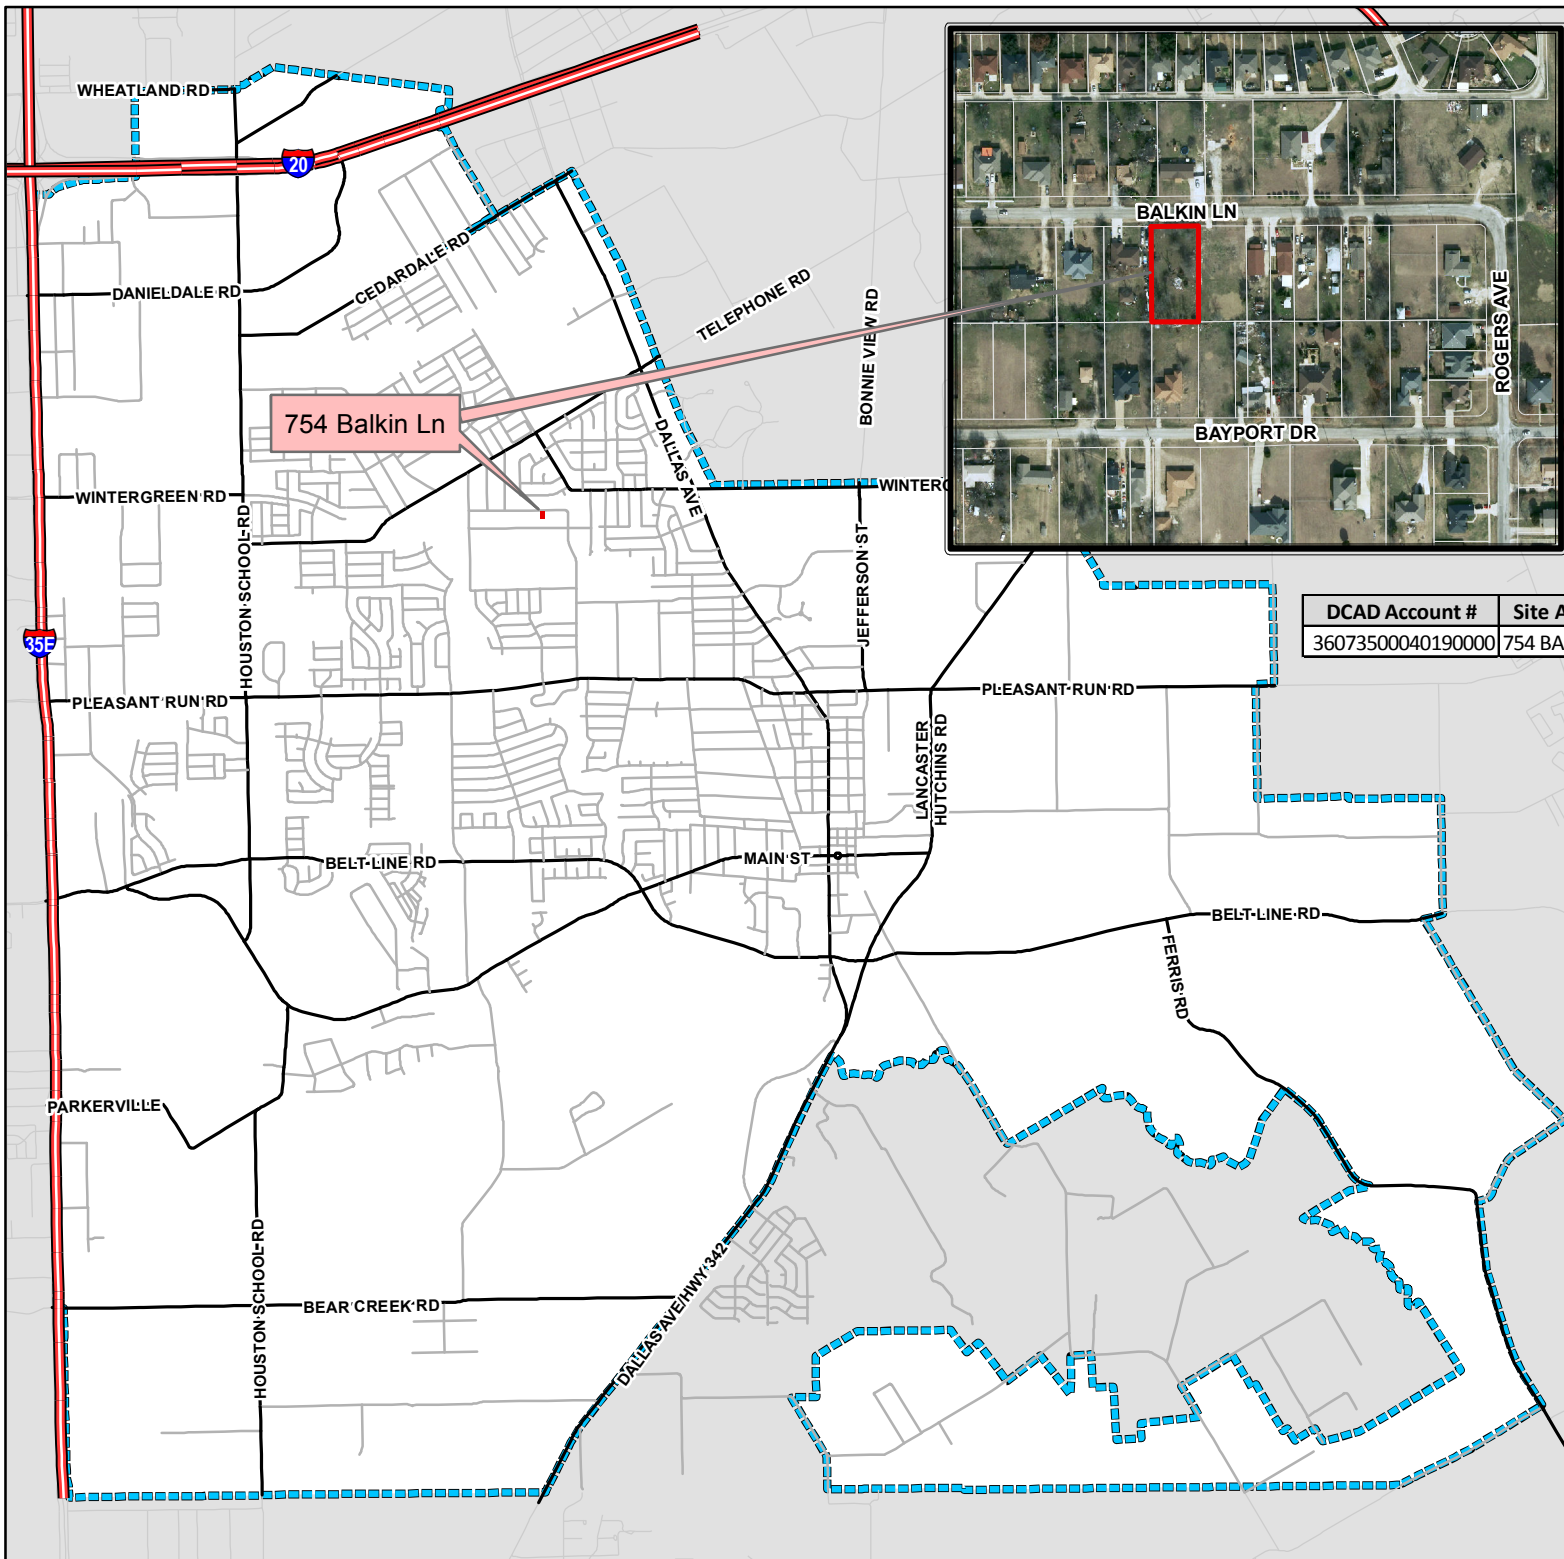 WHEATLAND RD
20
BALKIN LN
ROGERS AVE
BAYPORT DR
DANIELDALE RD
CEDARDALE RD
TELEPHONE RD
BONNIE VIEW RD
754 Balkin Ln
DALLAS AVE
WINTERGREEN RD
WINTERG
HOUSTON SCHOOL RD
JEFFERSON ST
DCAD Account # Site A
36073500040190000 754 BA
35E
PLEASANT RUN RD
PLEASANT RUN RD
LANCASTER
HUTCHINS RD
BELT LINE RD
MAIN ST
BELT LINE RD
FERRIS RD
PARKERVILLE
HOUSTON SCHOOL RD
BEAR CREEK RD
DALLAS AVE/HWY 342